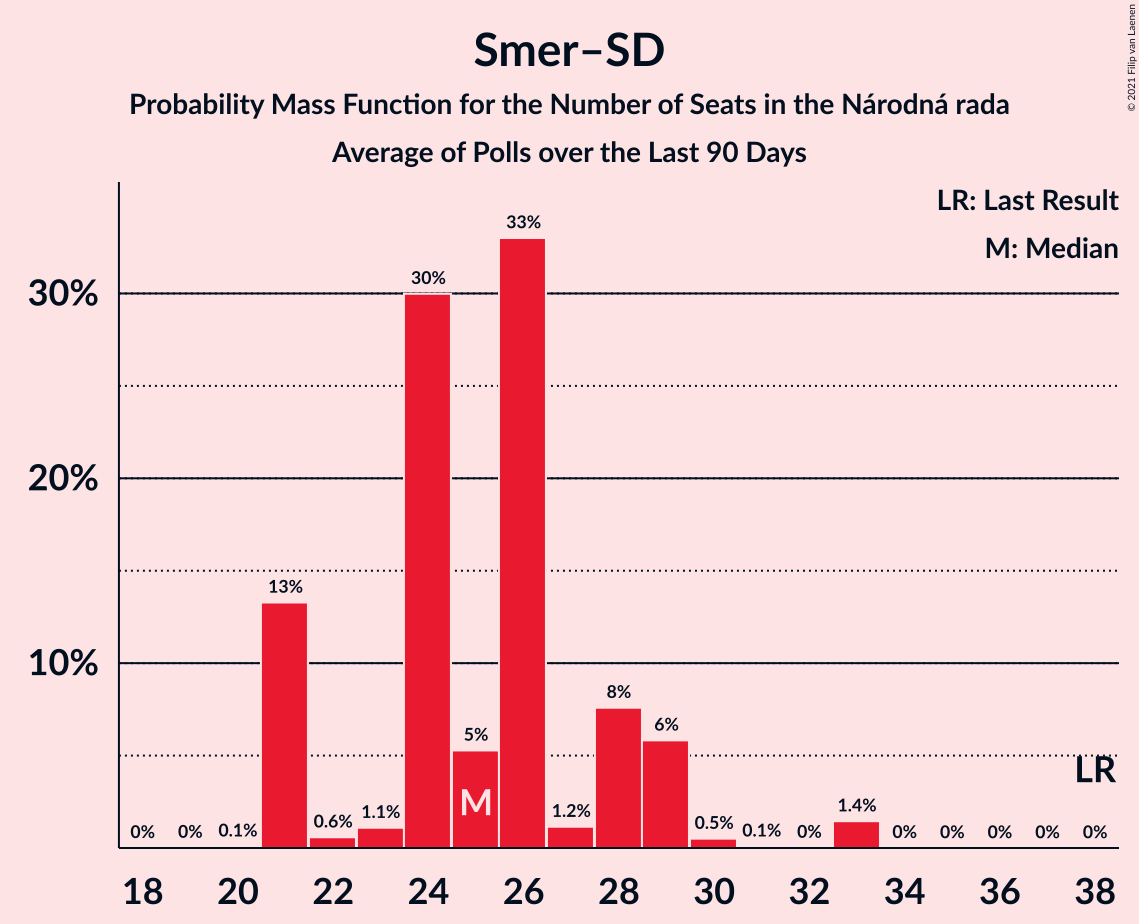 Smer–SD
Probability Mass Function for the Number of Seats in the Národná rada
Average of Polls over the Last 90 Days
© 2021 Filip van Laenen
LR: Last Result
M: Median
30%
20%
10%
0% 0% 0.1% 13% 0.6% 1.1% 30% 5% 33% 1.2% 8% 6% 0.5% 0.1% 0% 1.4% 0% 0% 0% 0% 0%
M
LR
18 20 22 24 26 28 30 32 34 36 38